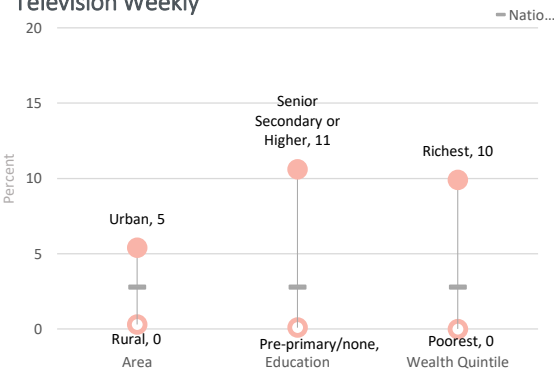 Television Weekly
Natio...
20
15
10
5
0
Percent
Senior
Secondary or
Higher, 11
Richest, 10
Urban, 5
Rural, 0
Pre-primary/none,
Poorest, 0
Area
Education
Wealth Quintile